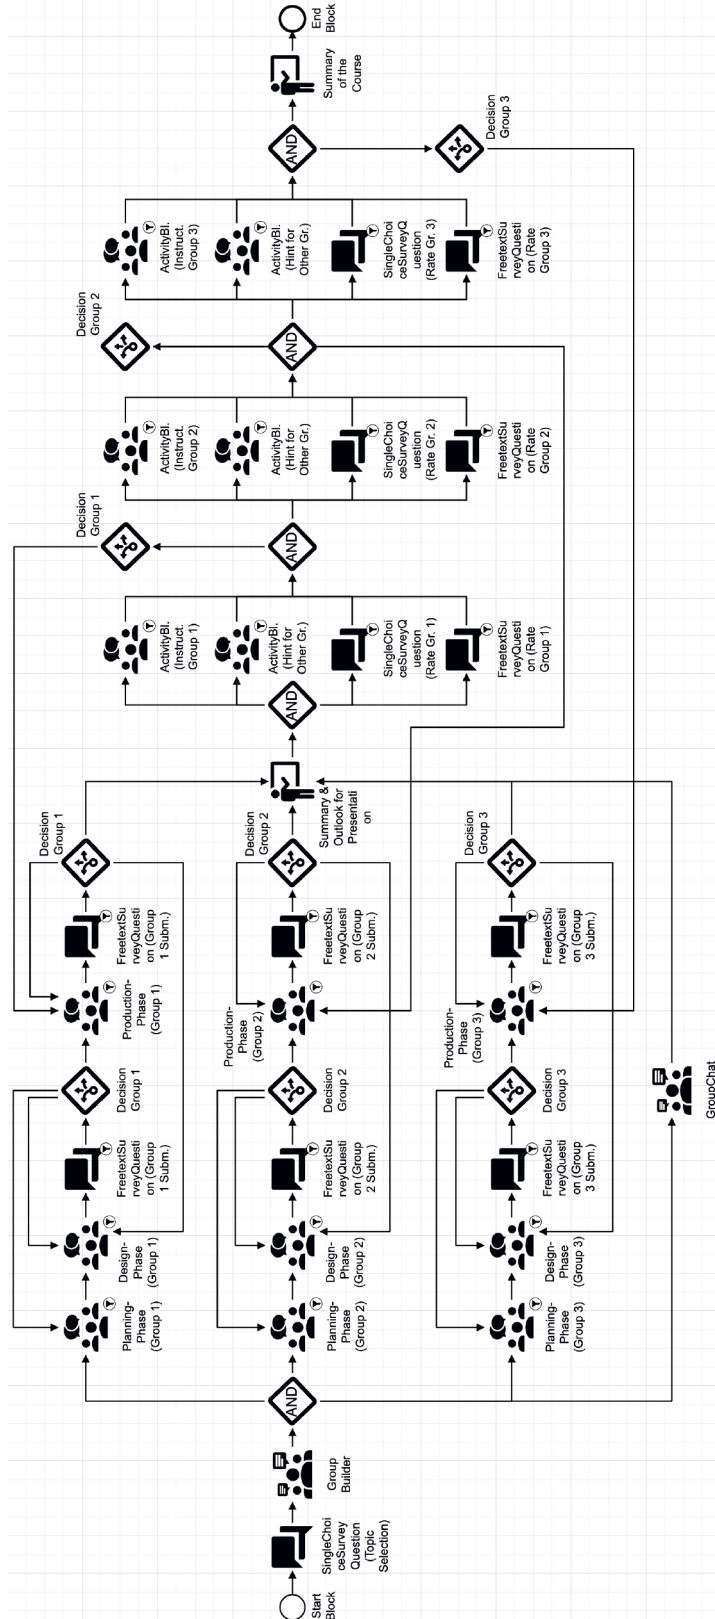 Start
Block
SingleChoi
ceSurvey
Question
(Topic
Selection)
Group
Builder
AND
Planning-
Phase
(Group 1)
Design-
Phase
(Group 1)
FreetextSu
rveyQuesti
on (Group
1 Subm.)
Decision
Group 1
Production-
Phase
(Group 1)
FreetextSu
rveyQuesti
on (Group
1 Subm.)
Decision
Group 1
Planning-
Phase
(Group 2)
Design-
Phase
(Group 2)
FreetextSu
rveyQuesti
on (Group
2 Subm.)
Decision
Group 2
Production-
Phase
(Group 2)
FreetextSu
rveyQuesti
on (Group
2 Subm.)
Decision
Group 2
Planning-
Phase
(Group 3)
Design-
Phase
(Group 3)
FreetextSu
rveyQuesti
on (Group
3 Subm.)
Decision
Group 3
Production-
Phase
(Group 3)
FreetextSu
rveyQuesti
on (Group
3 Subm.)
Decision
Group 3
GroupChat
Summary &
Outlook for
Presentati
on
AND
ActivityBl.
(Instruct.
Group 1)
ActivityBl.
(Hint for
Other Gr.)
SingleChoi
ceSurveyQ
uestion
(Rate Gr. 1)
FreetextSu
rveyQuesti
on (Rate
Group 1)
AND
Decision
Group 1
ActivityBl.
(Instruct.
Group 2)
ActivityBl.
(Hint for
Other Gr.)
SingleChoi
ceSurveyQ
uestion
(Rate Gr. 2)
FreetextSu
rveyQuesti
on (Rate
Group 2)
AND
Decision
Group 2
ActivityBl.
(Instruct.
Group 3)
ActivityBl.
(Hint for
Other Gr.)
SingleChoi
ceSurveyQ
uestion
(Rate Gr. 3)
FreetextSu
rveyQuesti
on (Rate
Group 3)
AND
Decision
Group 3
Summary
of the
Course
End
Block